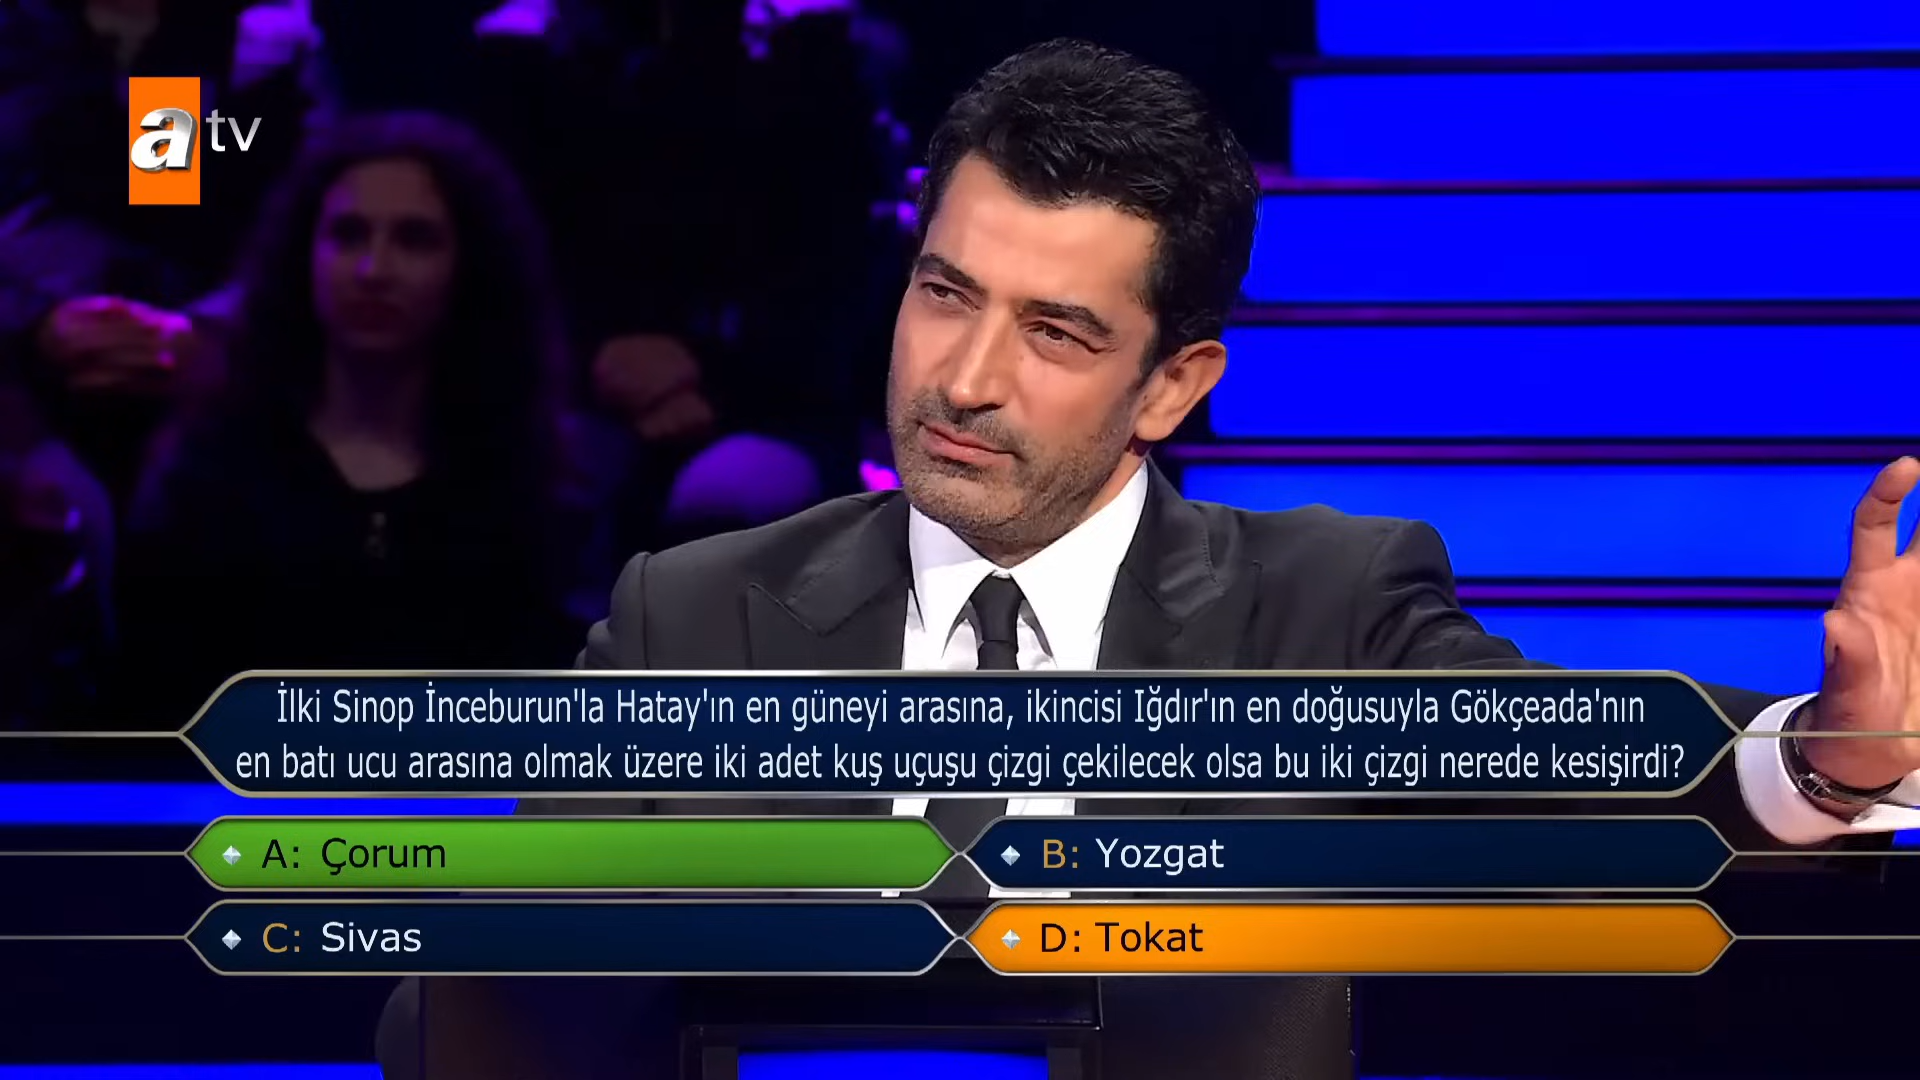 atv
İlki Sinop İnceburun'la Hatay'ın en güneyi arasına, ikincisi Iğdır'ın en doğusuyla Gökçeada'nın
en batı ucu arasına olmak üzere iki adet kuş uçuşu çizgi çekilecek olsa bu iki çizgi nerede kesişirdi?
A: Çorum
B: Yozgat
C: Sivas
D: Tokat